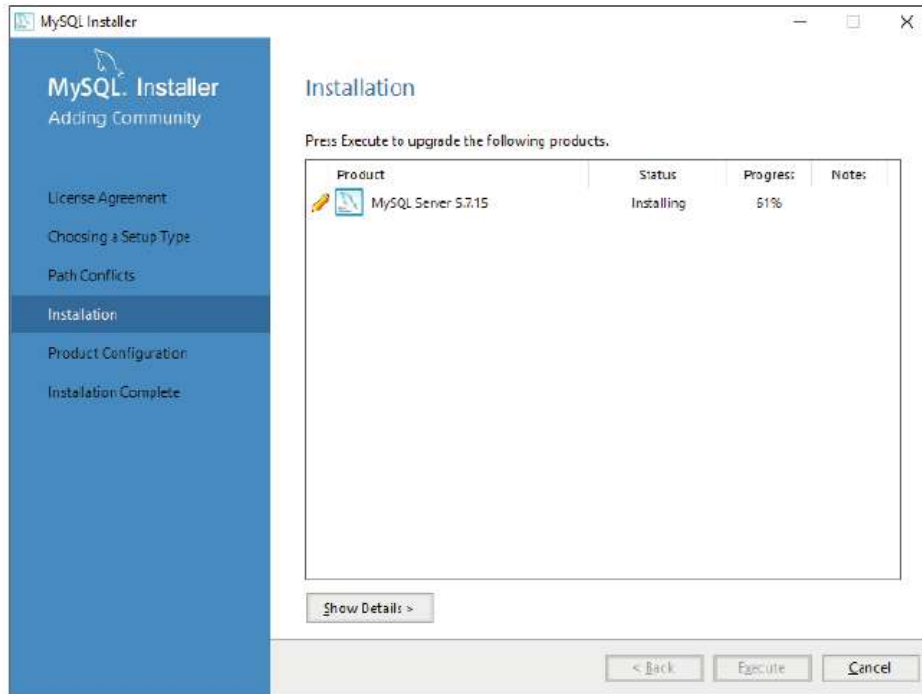 MySQL Installer
MySQL. Installer
Adding Community
License Agreement
Choosing a Setup Type
Path Conflicts
Installation
Product Configuration
Installation Complete
Installation
Press Execute to upgrade the following products.
Product Status Progress Notes
MySQL Server 5.7.15 Installing 61%
Show Details >
< Back Execute Cancel